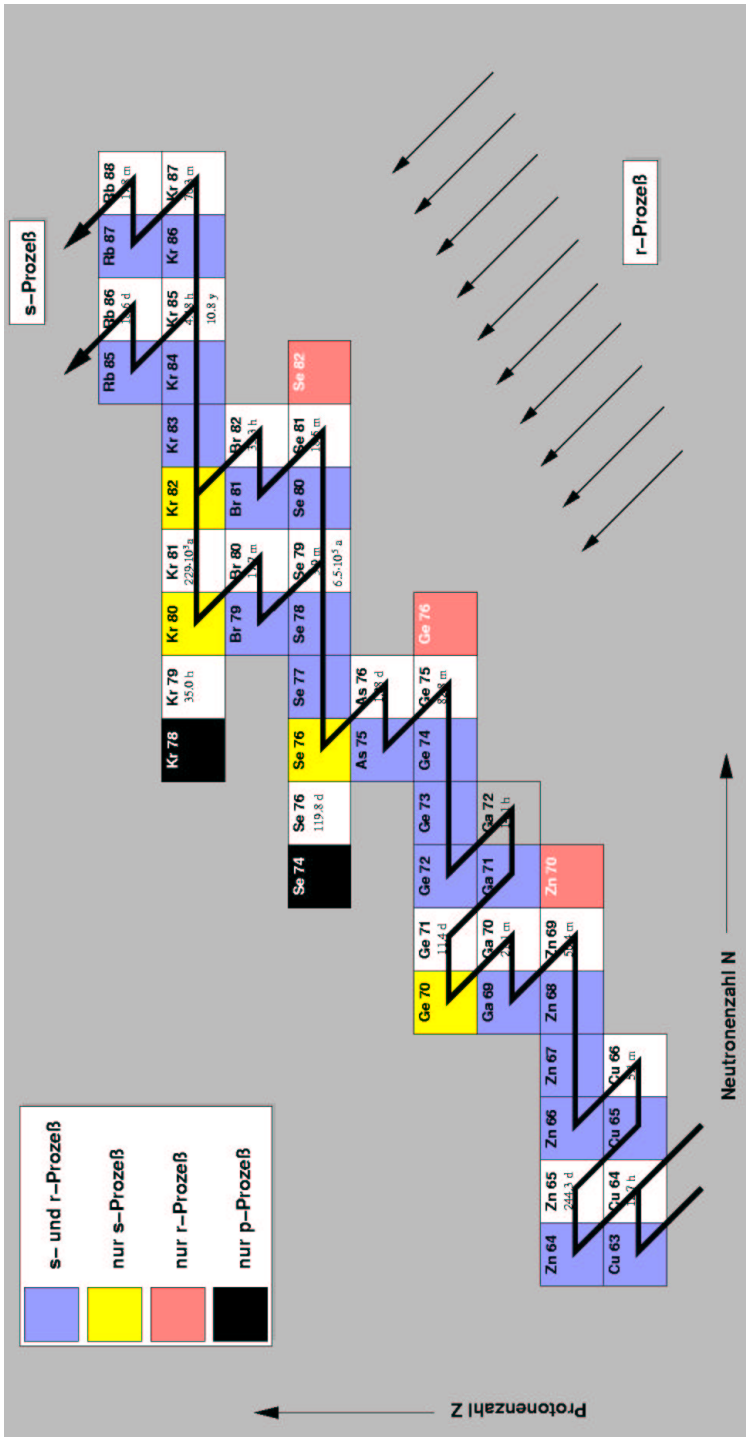 s- und r-Prozeß
nur s-Prozeß
nur r-Prozeß
nur p-Prozeß
s-Prozeß
Rb 85 Rb 86 Rb 87 Rb 88
Kr 78 Kr 79 Kr 80 Kr 81 Kr 82 Kr 83 Kr 84 Kr 85 Kr 86 Kr 87
35.0 h 229·10³a
10.8 y
Br 79 Br 80 Br 81 Br 82
Se 74 Se 76 Se 76 Se 77 Se 78 Se 79 Se 80 Se 81 Se 82
119.8 d
6.5·10⁵ a
As 75 As 76
Ge 70 Ge 71 Ge 72 Ge 73 Ge 74 Ge 75 Ge 76
11.4 d
Ga 69 Ga 70 Ga 71 Ga 72
Zn 64 Zn 65 Zn 66 Zn 67 Zn 68 Zn 69 Zn 70
244.3 d
Cu 63 Cu 64 Cu 65 Cu 66
r-Prozeß
Protonenzahl Z
Neutronenzahl N